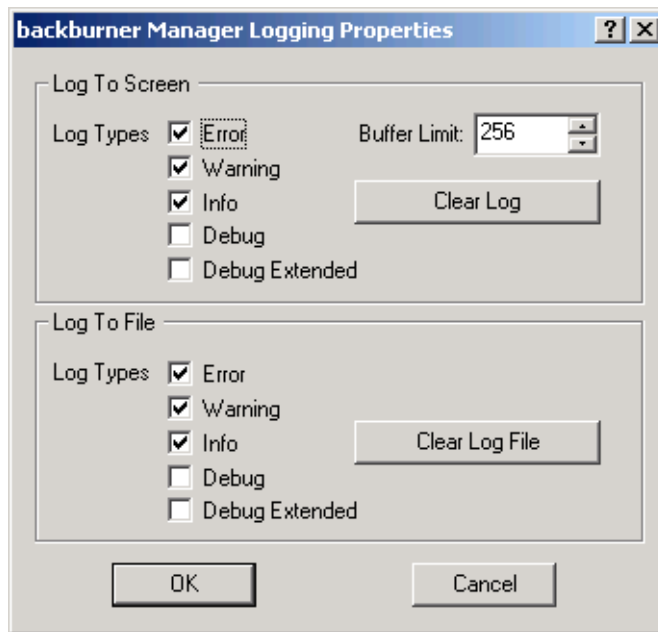 backburner Manager Logging Properties
Log To Screen
Log Types Error Buffer Limit: 256
Warning
Info Clear Log
Debug
Debug Extended
Log To File
Log Types Error
Warning
Info Clear Log File
Debug
Debug Extended
OK Cancel